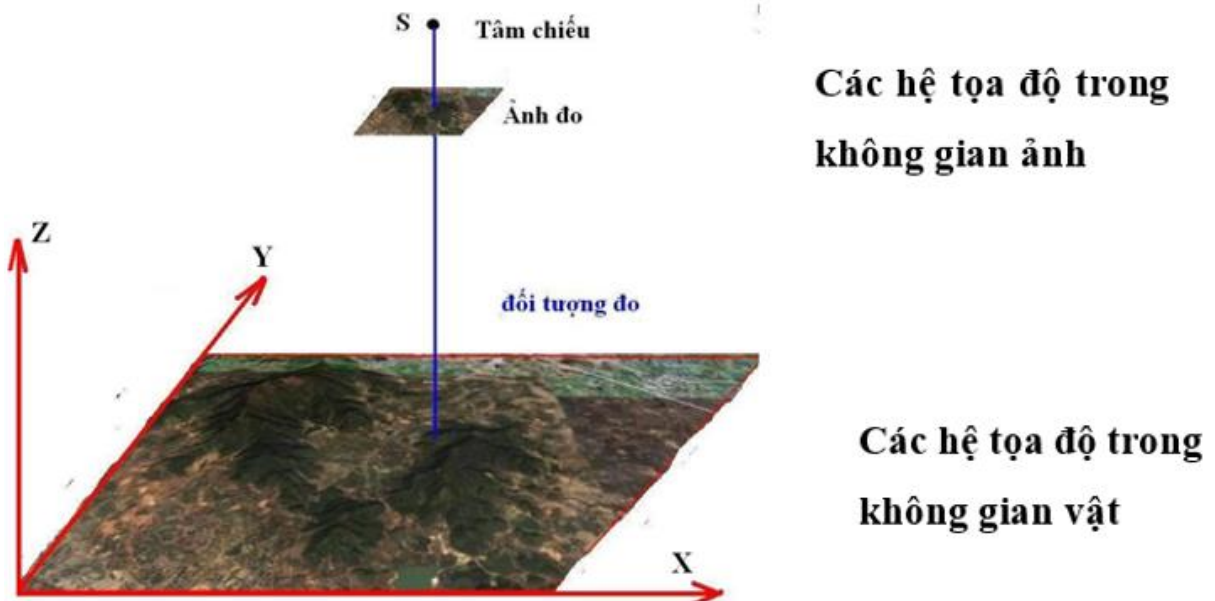 S
Tâm chiếu
Ảnh đo
Các hệ tọa độ trong
không gian ảnh
Z
Y
đối tượng đo
Các hệ tọa độ trong
không gian vật
X